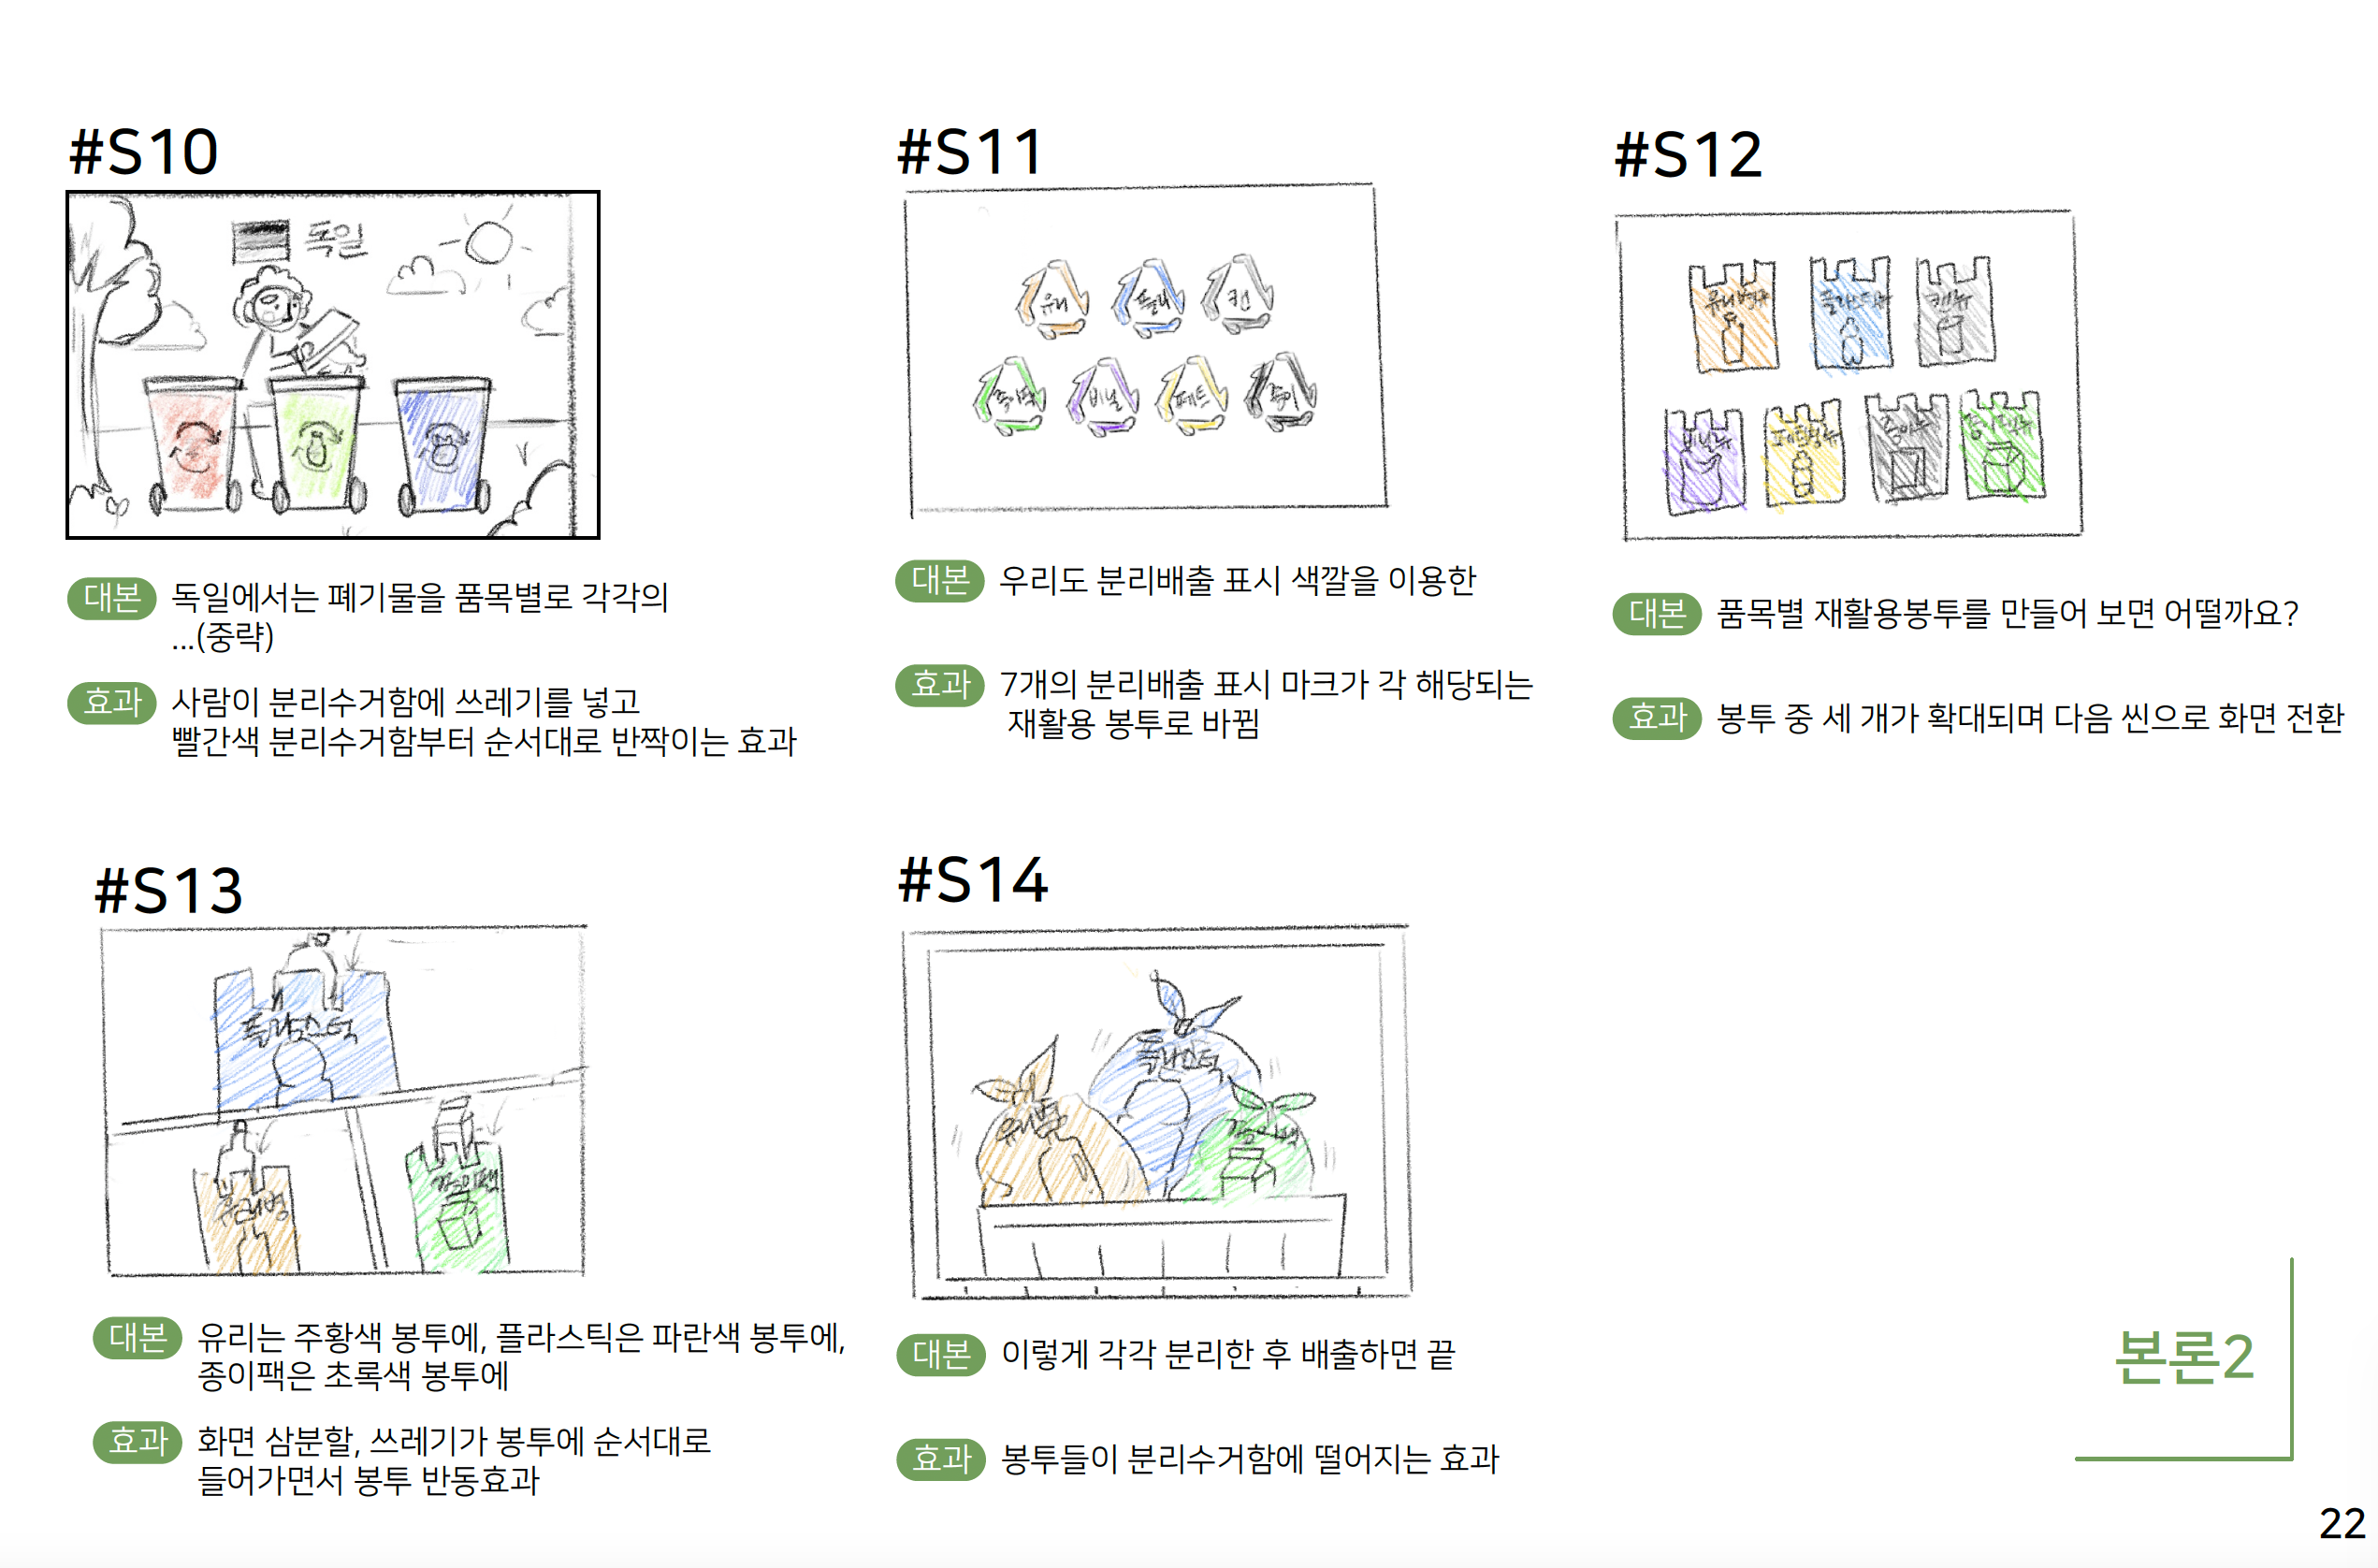 #S10
독일
대본 독일에서는 폐기물을 품목별로 각각의
...(중략)
효과 사람이 분리수거함에 쓰레기를 넣고
빨간색 분리수거함부터 순서대로 반짝이는 효과
#S11
유리 플라 캔
종이팩 비닐 페트 종이
대본 우리도 분리배출 표시 색깔을 이용한
효과 7개의 분리배출 표시 마크가 각 해당되는
재활용 봉투로 바뀜
#S12
유리병류 플라스틱류 캔류
비닐류 페트병류 종이류 종이팩류
대본 품목별 재활용봉투를 만들어 보면 어떨까요?
효과 봉투 중 세 개가 확대되며 다음 씬으로 화면 전환
#S13
플라스틱
유리병 종이팩
대본 유리는 주황색 봉투에, 플라스틱은 파란색 봉투에,
종이팩은 초록색 봉투에
효과 화면 삼분할, 쓰레기가 봉투에 순서대로
들어가면서 봉투 반동효과
#S14
플라스틱
유리병 종이팩
대본 이렇게 각각 분리한 후 배출하면 끝
효과 봉투들이 분리수거함에 떨어지는 효과
본론2
22